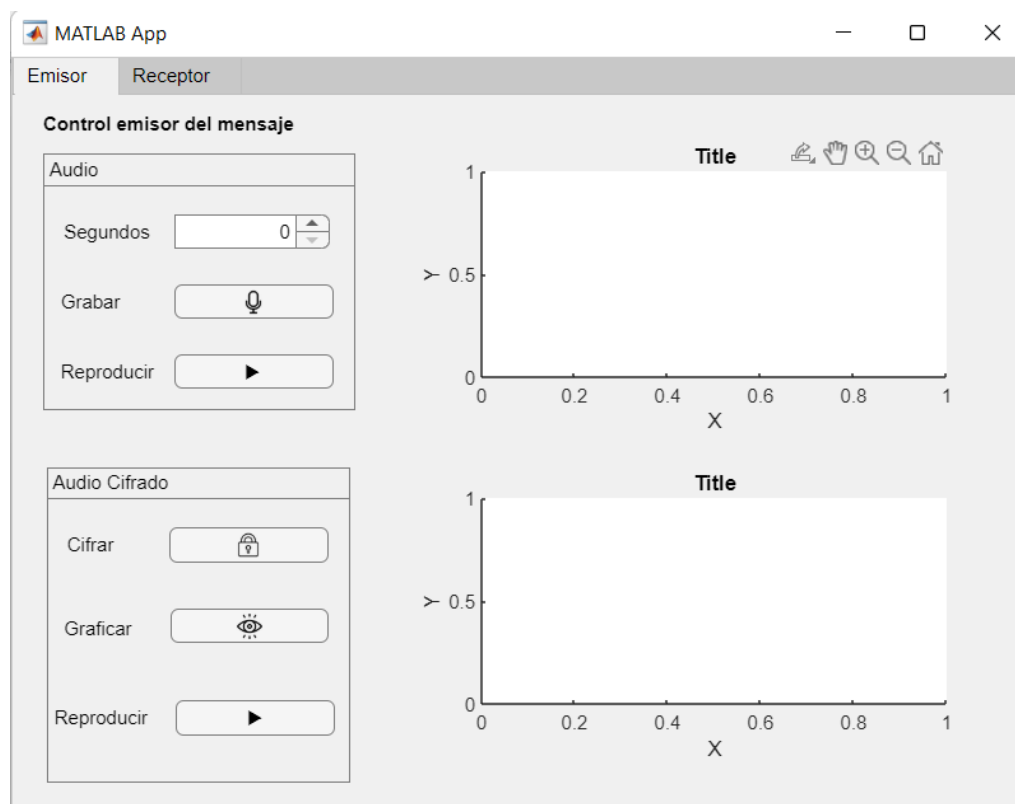 MATLAB App
Emisor Receptor
Control emisor del mensaje
Audio
Segundos 0
Grabar
Reproducir
Title
1
Y 0.5
0
0 0.2 0.4 0.6 0.8 1
X
Audio Cifrado
Cifrar
Graficar
Reproducir
Title
1
Y 0.5
0
0 0.2 0.4 0.6 0.8 1
X